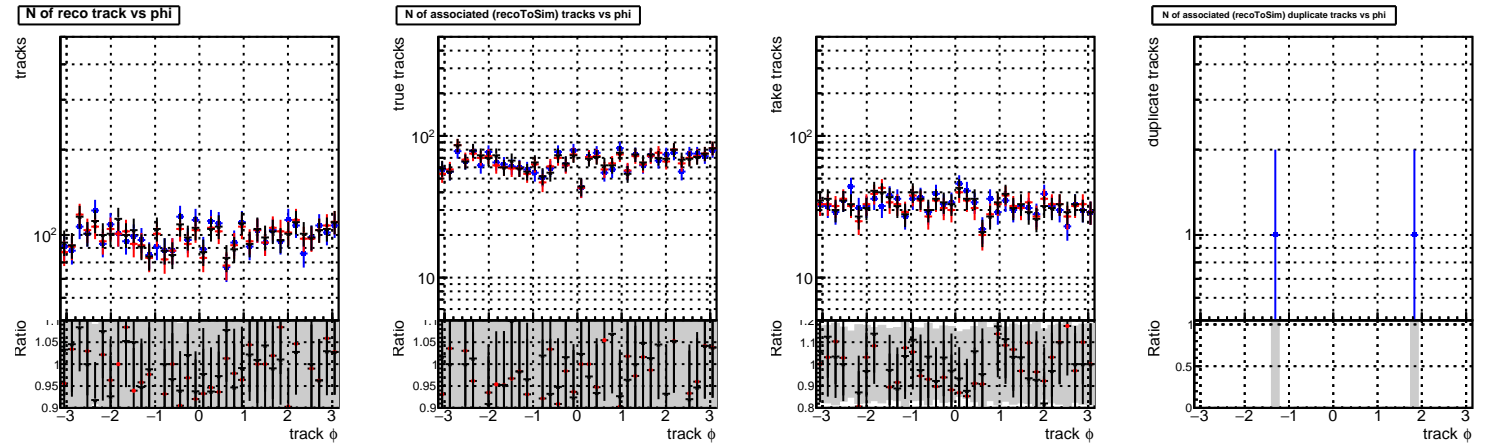 N of reco track vs phi
tracks
10²
Ratio
1.1
1.05
1
0.95
0.9
−3 −2 −1 0 1 2 3
track ϕ
N of associated (recoToSim) tracks vs phi
true tracks
10²
10
Ratio
1.1
1.05
1
0.95
0.9
−3 −2 −1 0 1 2 3
track ϕ
fake tracks
10²
10
Ratio
1.2
1.1
1
0.9
0.8
−3 −2 −1 0 1 2 3
track ϕ
N of associated (recoToSim) duplicate tracks vs phi
duplicate tracks
1
Ratio
1
0.5
0
−3 −2 −1 0 1 2 3
track ϕ